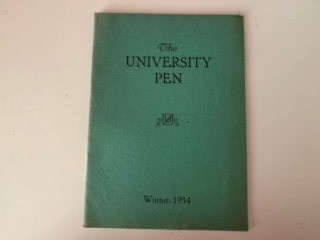 The
UNIVERSITY
PEN
Winter, 1934